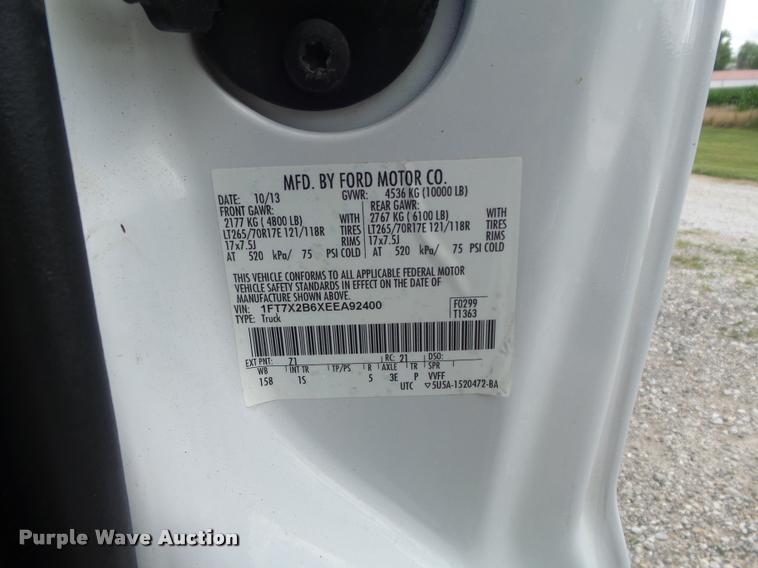 MFD. BY FORD MOTOR CO.
DATE: 10/13 GVWR: 4536 KG (10000 LB)
FRONT GAWR: REAR GAWR:
2177 KG ( 4800 LB) WITH 2767 KG ( 6100 LB) WITH
LT265/70R17E 121/118R TIRES LT265/70R17E 121/118R TIRES
17x7.5J RIMS 17x7.5J RIMS
AT 520 kPa/ 75 PSI COLD AT 520 kPa/ 75 PSI COLD
THIS VEHICLE CONFORMS TO ALL APPLICABLE FEDERAL MOTOR
VEHICLE SAFETY STANDARDS IN EFFECT ON THE DATE OF
MANUFACTURE SHOWN ABOVE.
VIN: 1FT7X2B6XEEA92400 F0299
TYPE: Truck T1363
EXT PNT: Z1 RC: 21 DSO:
WB INT TR TP/PS R AXLE TR SPR
158 1S 5 3E P VVFF
UTC ▽5U5A-1520472-BA
Purple Wave Auction